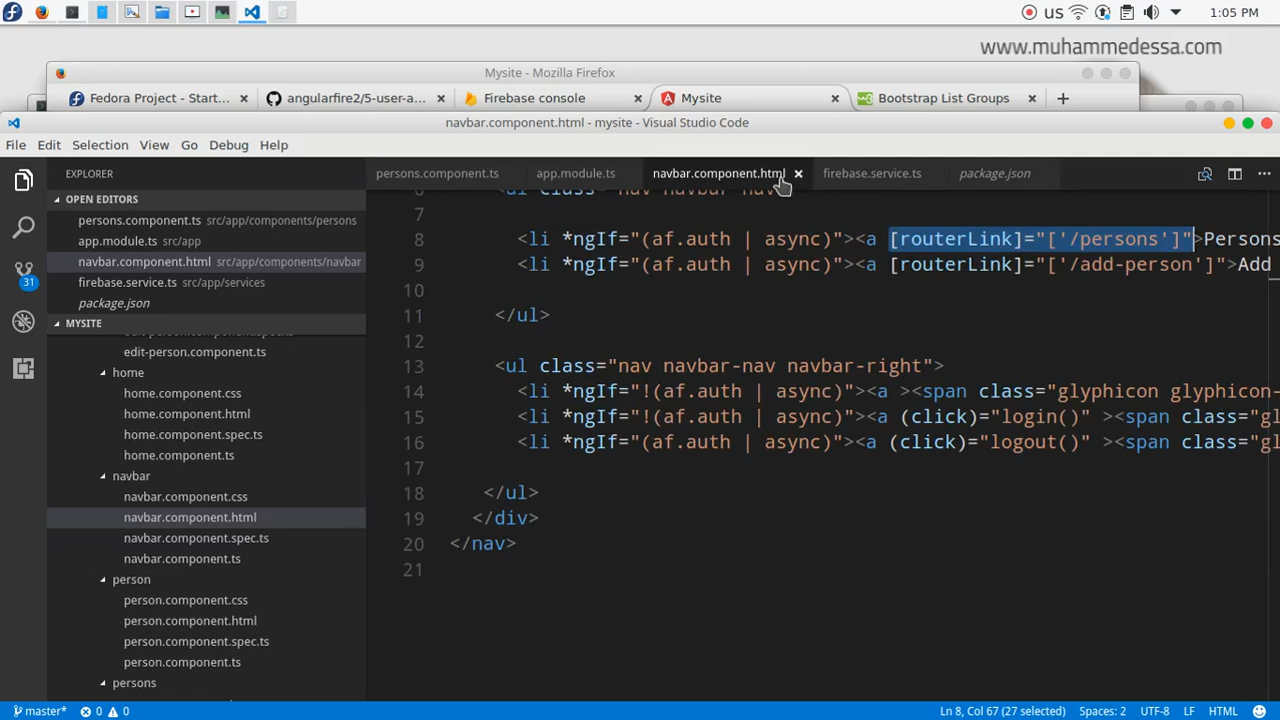 us 1:05 PM
www.muhammedessa.com
Mysite - Mozilla Firefox
Fedora Project - Start... angularfire2/5-user-a... Firebase console Mysite Bootstrap List Groups
navbar.component.html - mysite - Visual Studio Code
File Edit Selection View Go Debug Help
EXPLORER
persons.component.ts app.module.ts navbar.component.html firebase.service.ts package.json
OPEN EDITORS
persons.component.ts src/app/components/persons
app.module.ts src/app
navbar.component.html src/app/components/navbar
firebase.service.ts src/app/services
package.json
31
MYSITE
edit-person.component.ts
home
home.component.css
home.component.html
home.component.spec.ts
home.component.ts
navbar
navbar.component.css
navbar.component.html
navbar.component.spec.ts
navbar.component.ts
person
person.component.css
person.component.html
person.component.spec.ts
person.component.ts
persons
7
8 <li *ngIf="(af.auth | async)"><a [routerLink]="['/persons']">Persons
9 <li *ngIf="(af.auth | async)"><a [routerLink]="['/add-person']">Add
10
11 </ul>
12
13 <ul class="nav navbar-nav navbar-right">
14 <li *ngIf="!(af.auth | async)"><a ><span class="glyphicon glyphicon-
15 <li *ngIf="!(af.auth | async)"><a (click)="login()" ><span class="gl
16 <li *ngIf="(af.auth | async)"><a (click)="logout()" ><span class="gl
17
18 </ul>
19 </div>
20 </nav>
21
master* 0 0 Ln 8, Col 67 (27 selected) Spaces: 2 UTF-8 LF HTML